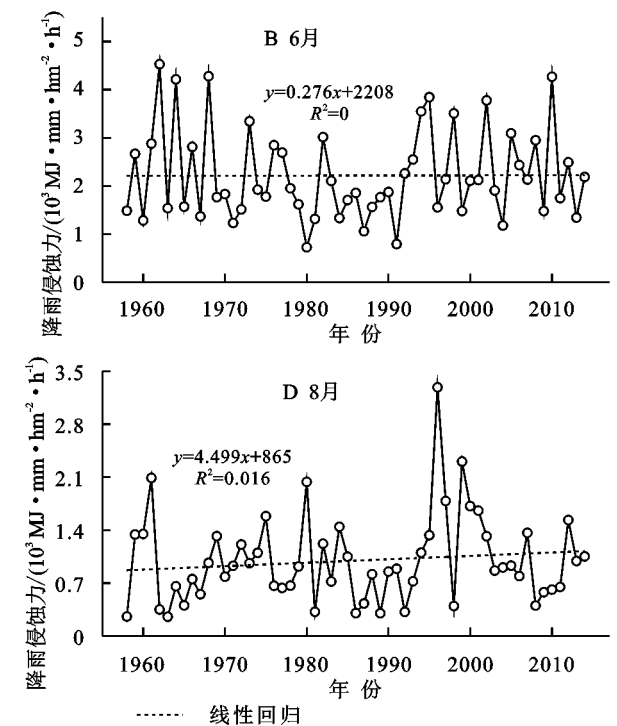 B 6月
y=0.276x+2208
R²=0
降雨侵蚀力/(10³ MJ·mm·hm⁻²·h⁻¹)
5
4
3
2
1
0
1960 1970 1980 1990 2000 2010
年 份
D 8月
y=4.499x+865
R²=0.016
降雨侵蚀力/(10³ MJ·mm·hm⁻²·h⁻¹)
3.5
2.8
2.1
1.4
0.7
0
1960 1970 1980 1990 2000 2010
年 份
线性回归